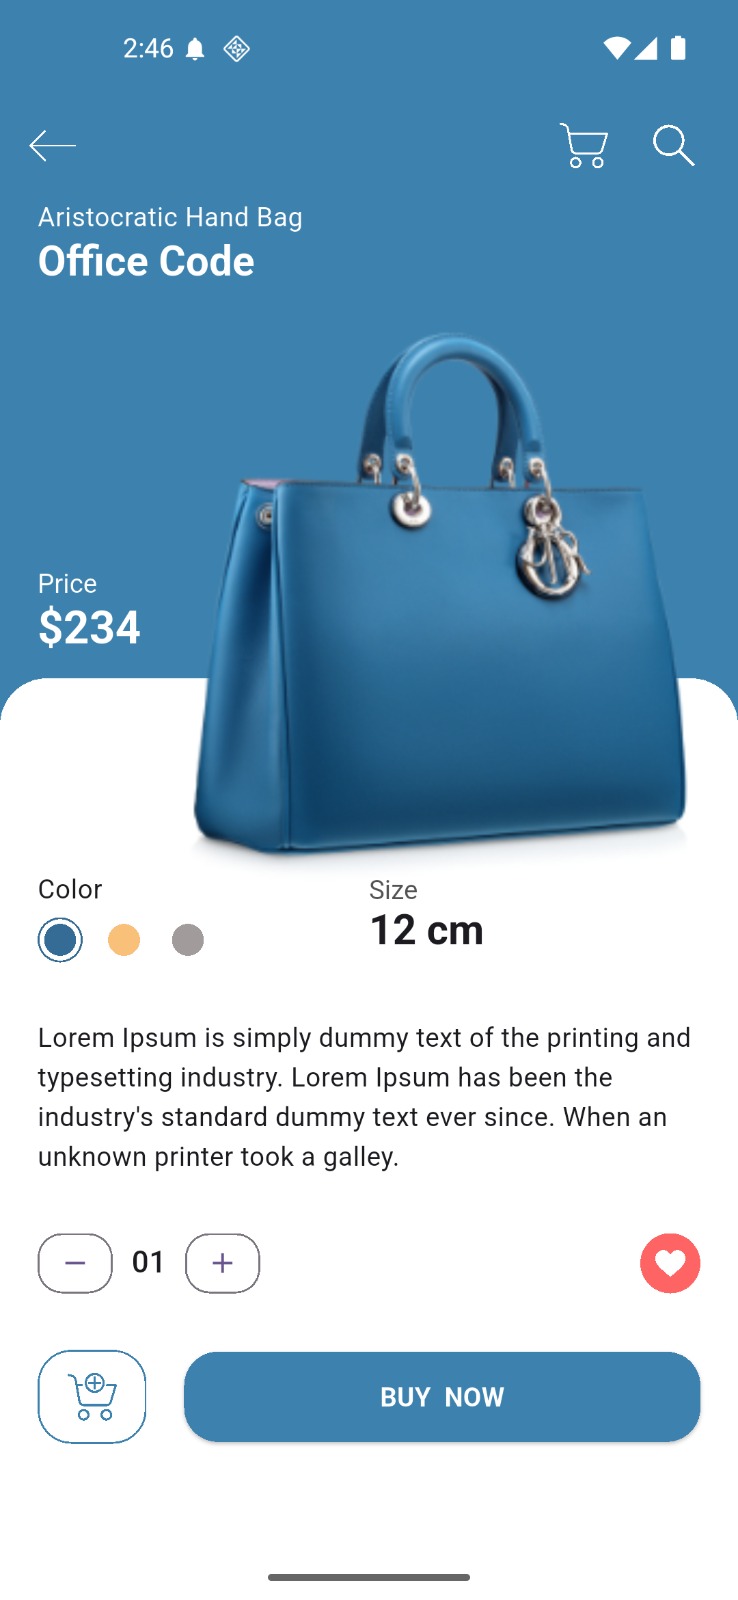 2:46
Aristocratic Hand Bag
Office Code
Price
$234
Color
Size
12 cm
Lorem Ipsum is simply dummy text of the printing and
typesetting industry. Lorem Ipsum has been the
industry's standard dummy text ever since. When an
unknown printer took a galley.
01
BUY NOW